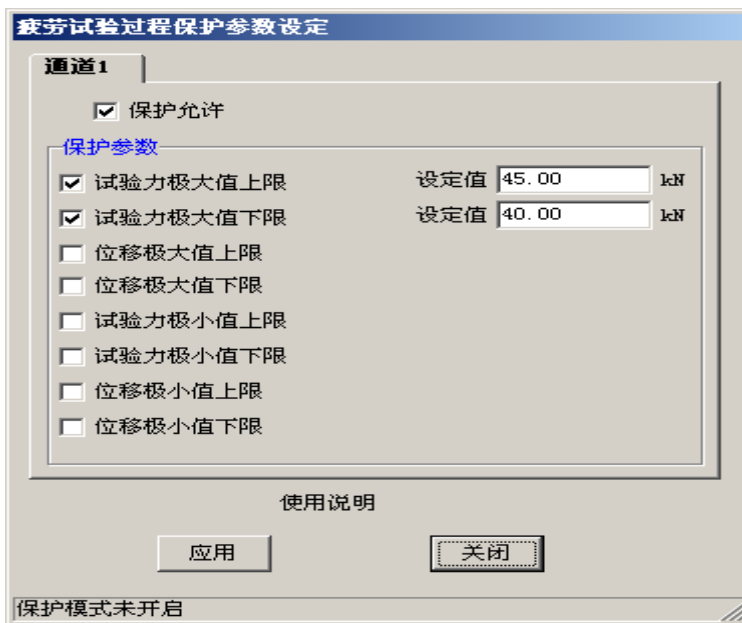 疲劳试验过程保护参数设定
通道1
保护允许
保护参数
试验力极大值上限 设定值 45.00 kN
试验力极大值下限 设定值 40.00 kN
位移极大值上限
位移极大值下限
试验力极小值上限
试验力极小值下限
位移极小值上限
位移极小值下限
使用说明
应用 关闭
保护模式未开启